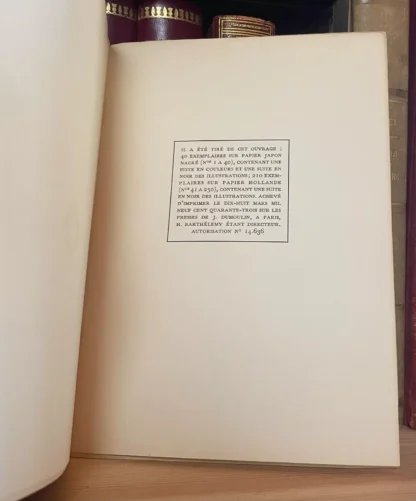 IL A ÉTÉ TIRÉ DE CET OUVRAGE :
40 EXEMPLAIRES SUR PAPIER JAPON
NACRÉ (Nos 1 A 40), CONTENANT UNE
SUITE EN COULEURS ET UNE SUITE EN
NOIR DES ILLUSTRATIONS ; 210 EXEM-
PLAIRES SUR PAPIER HOLLANDE
(Nos 41 A 250), CONTENANT UNE SUITE
EN NOIR DES ILLUSTRATIONS. ACHEVÉ
D'IMPRIMER LE DIX-HUIT MARS MIL
NEUF CENT QUARANTE-TROIS SUR LES
PRESSES DE J. DUMOULIN, A PARIS,
H. BARTHÉLEMY ÉTANT DIRECTEUR.
AUTORISATION No 14.636